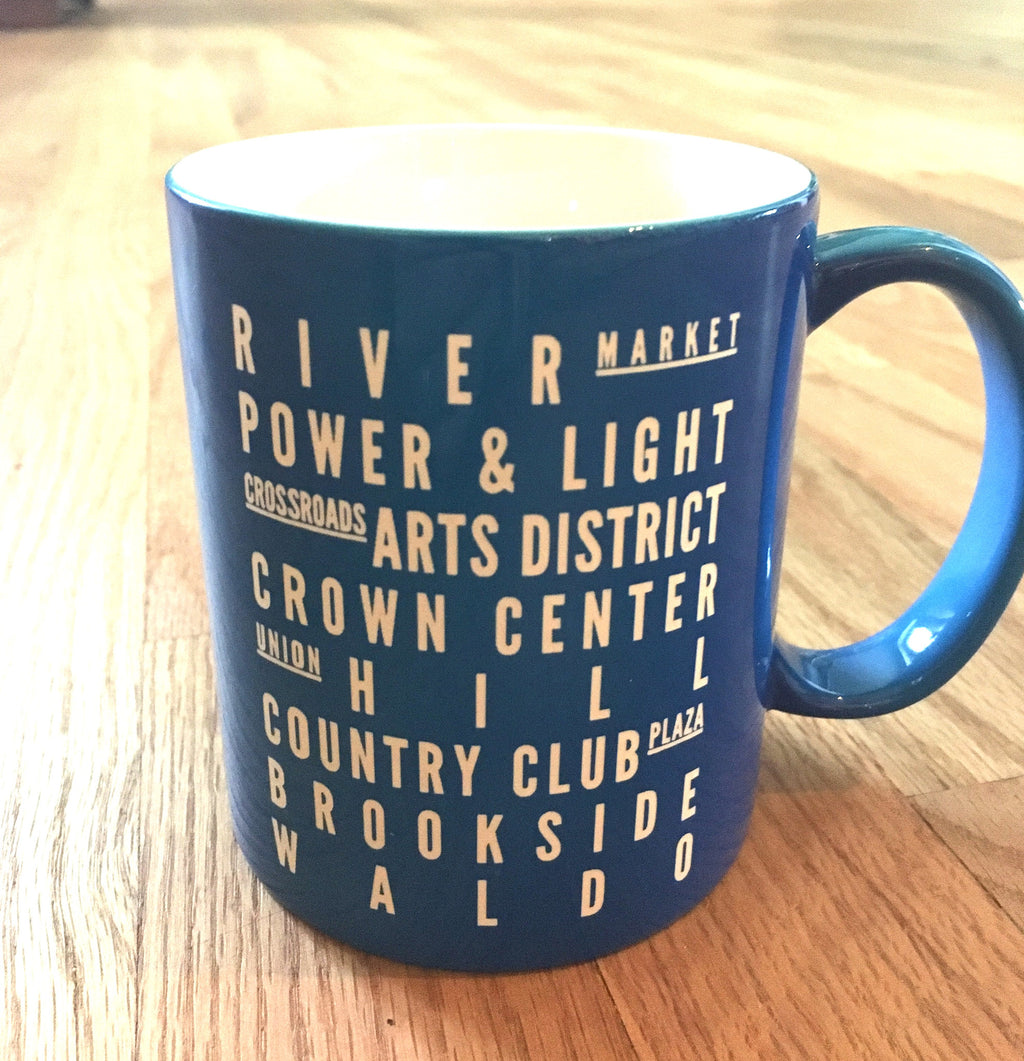 RIVER MARKET
POWER & LIGHT
CROSSROADS ARTS DISTRICT
CROWN CENTER
UNION HILL
COUNTRY CLUB PLAZA
BROOKSIDE
WALDO